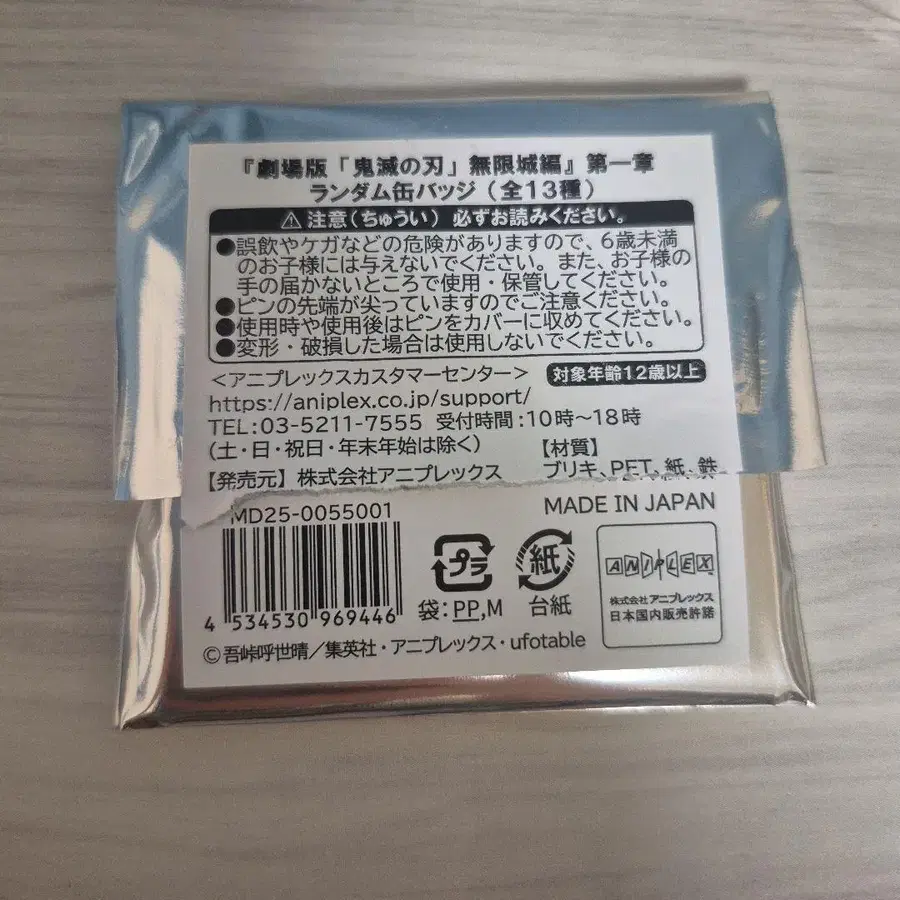 『劇場版「鬼滅の刃」無限城編』第一章
ランダム缶バッジ(全13種)
注意(ちゅうい) 必ずお読みください。
●誤飲やケガなどの危険がありますので、6歳未満
のお子様には与えないでください。また、お子様の
手の届かないところで使用・保管してください。
●ピンの先端が尖っていますのでご注意ください。
●使用時や使用後はピンをカバーに収めてください。
●変形・破損した場合は使用しないでください。
<アニプレックスカスタマーセンター> 対象年齢12歳以上
https://aniplex.co.jp/support/
TEL:03-5211-7555 受付時間:10時〜18時
(土・日・祝日・年末年始は除く) 【材質】
【発売元】株式会社アニプレックス ブリキ、PET、紙、鉄
MD25-0055001 MADE IN JAPAN
4 534530 969446
プラ
袋:PP,M
紙
台紙
ANIPLEX
株式会社アニプレックス
日本国内販売許諾
©吾峠呼世晴/集英社・アニプレックス・ufotable